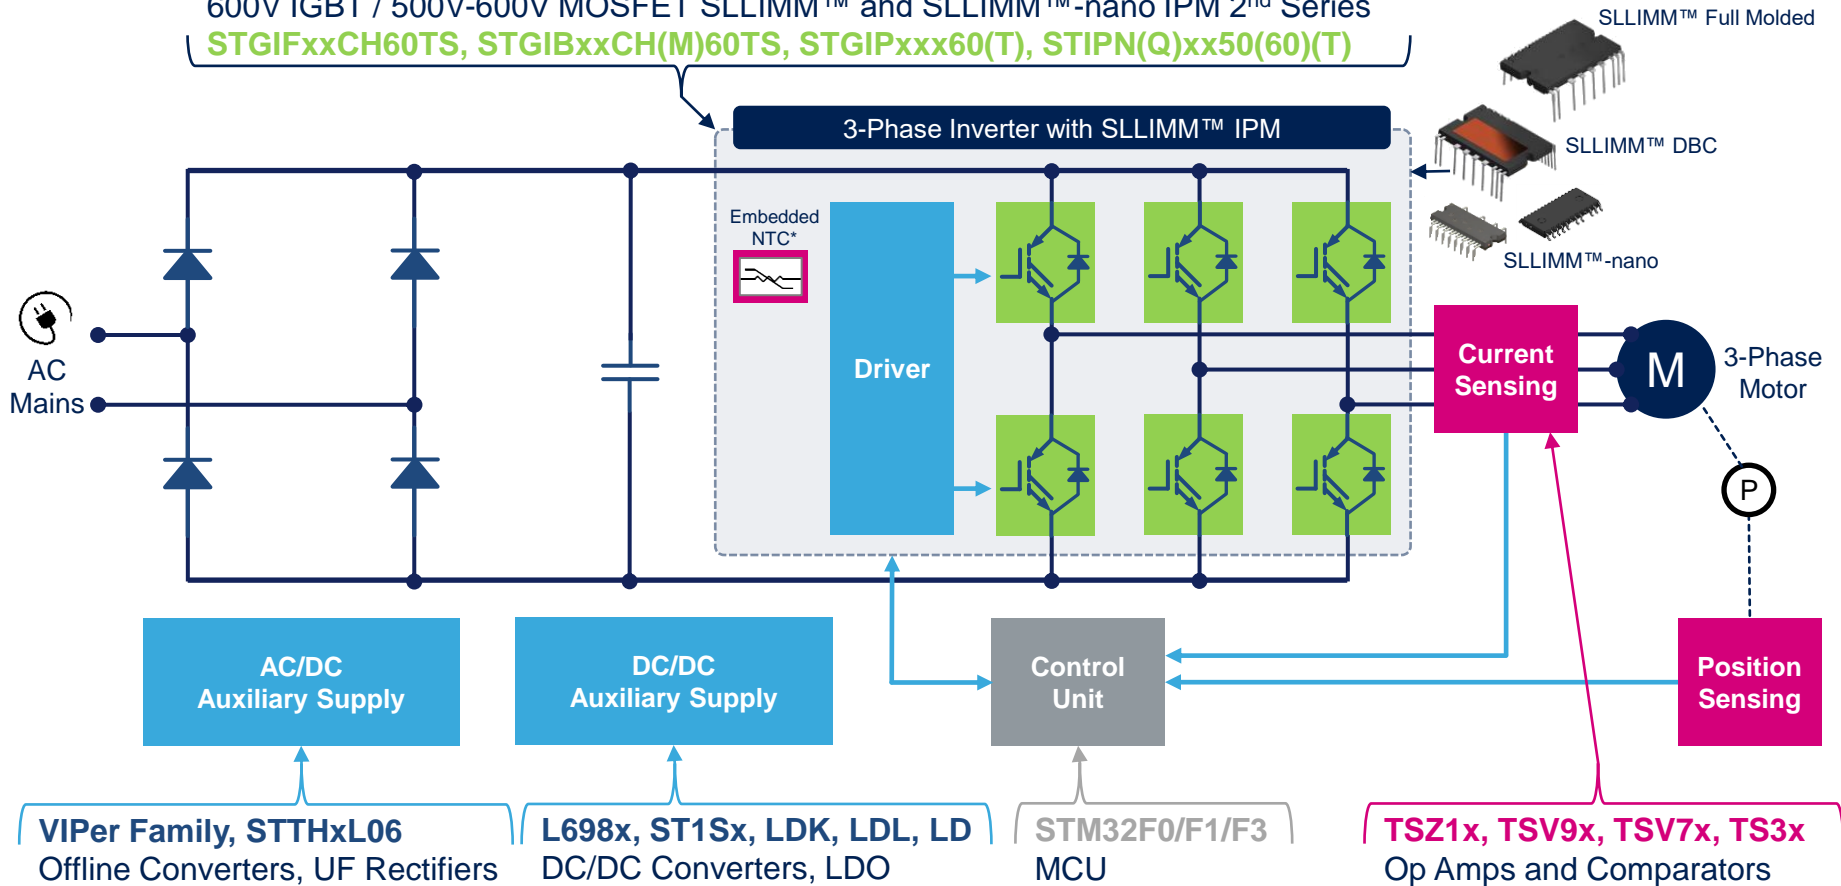 600V IGBT / 500V-600V MOSFET SLLIMM™ and SLLIMM™-nano IPM 2nd Series
STGIFxxCH60TS, STGIBxxCH(M)60TS, STGIPxxx60(T), STIPN(Q)xx50(60)(T)
SLLIMM™ Full Molded
3-Phase Inverter with SLLIMM™ IPM
SLLIMM™ DBC
Embedded
NTC*
SLLIMM™-nano
AC
Mains
Driver
Current
Sensing
M
3-Phase
Motor
P
AC/DC
Auxiliary Supply
DC/DC
Auxiliary Supply
Control
Unit
Position
Sensing
VIPer Family, STTHxL06
Offline Converters, UF Rectifiers
L698x, ST1Sx, LDK, LDL, LD
DC/DC Converters, LDO
STM32F0/F1/F3
MCU
TSZ1x, TSV9x, TSV7x, TS3x
Op Amps and Comparators